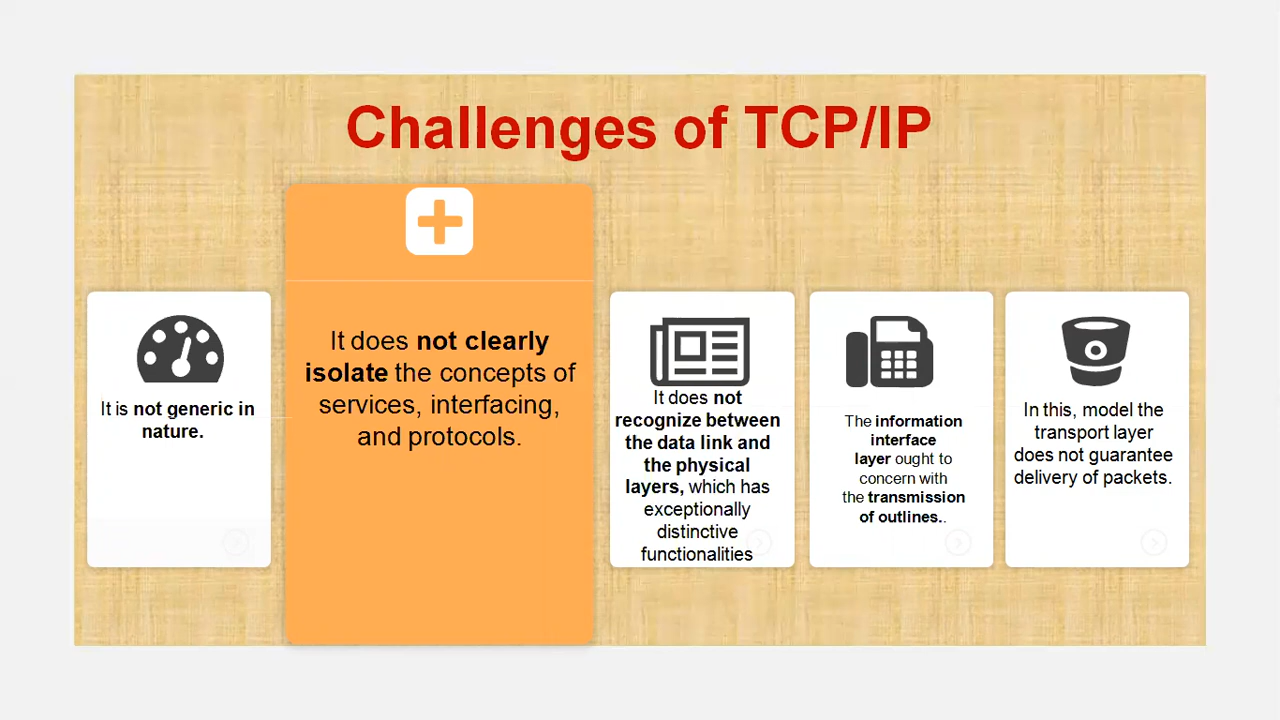 Challenges of TCP/IP
It is not generic in
nature.
It does not clearly
isolate the concepts of
services, interfacing,
and protocols.
It does not
recognize between
the data link and
the physical
layers, which has
exceptionally
distinctive
functionalities
The information
interface
layer ought to
concern with
the transmission
of outlines..
In this, model the
transport layer
does not guarantee
delivery of packets.